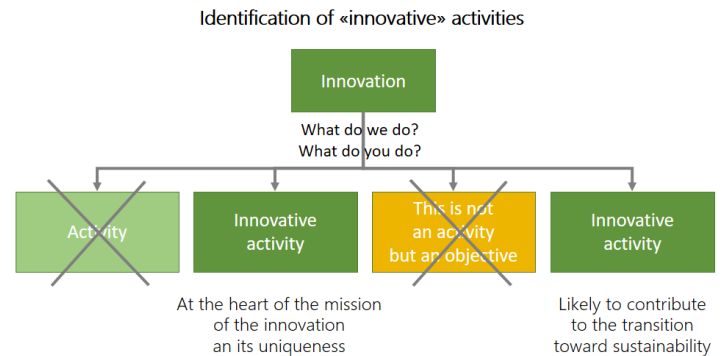 Identification of «innovative» activities
Innovation
What do we do?
What do you do?
Activity
Innovative
activity
This is not
an activity
but an objective
Innovative
activity
At the heart of the mission
of the innovation
an its uniqueness
Likely to contribute
to the transition
toward sustainability